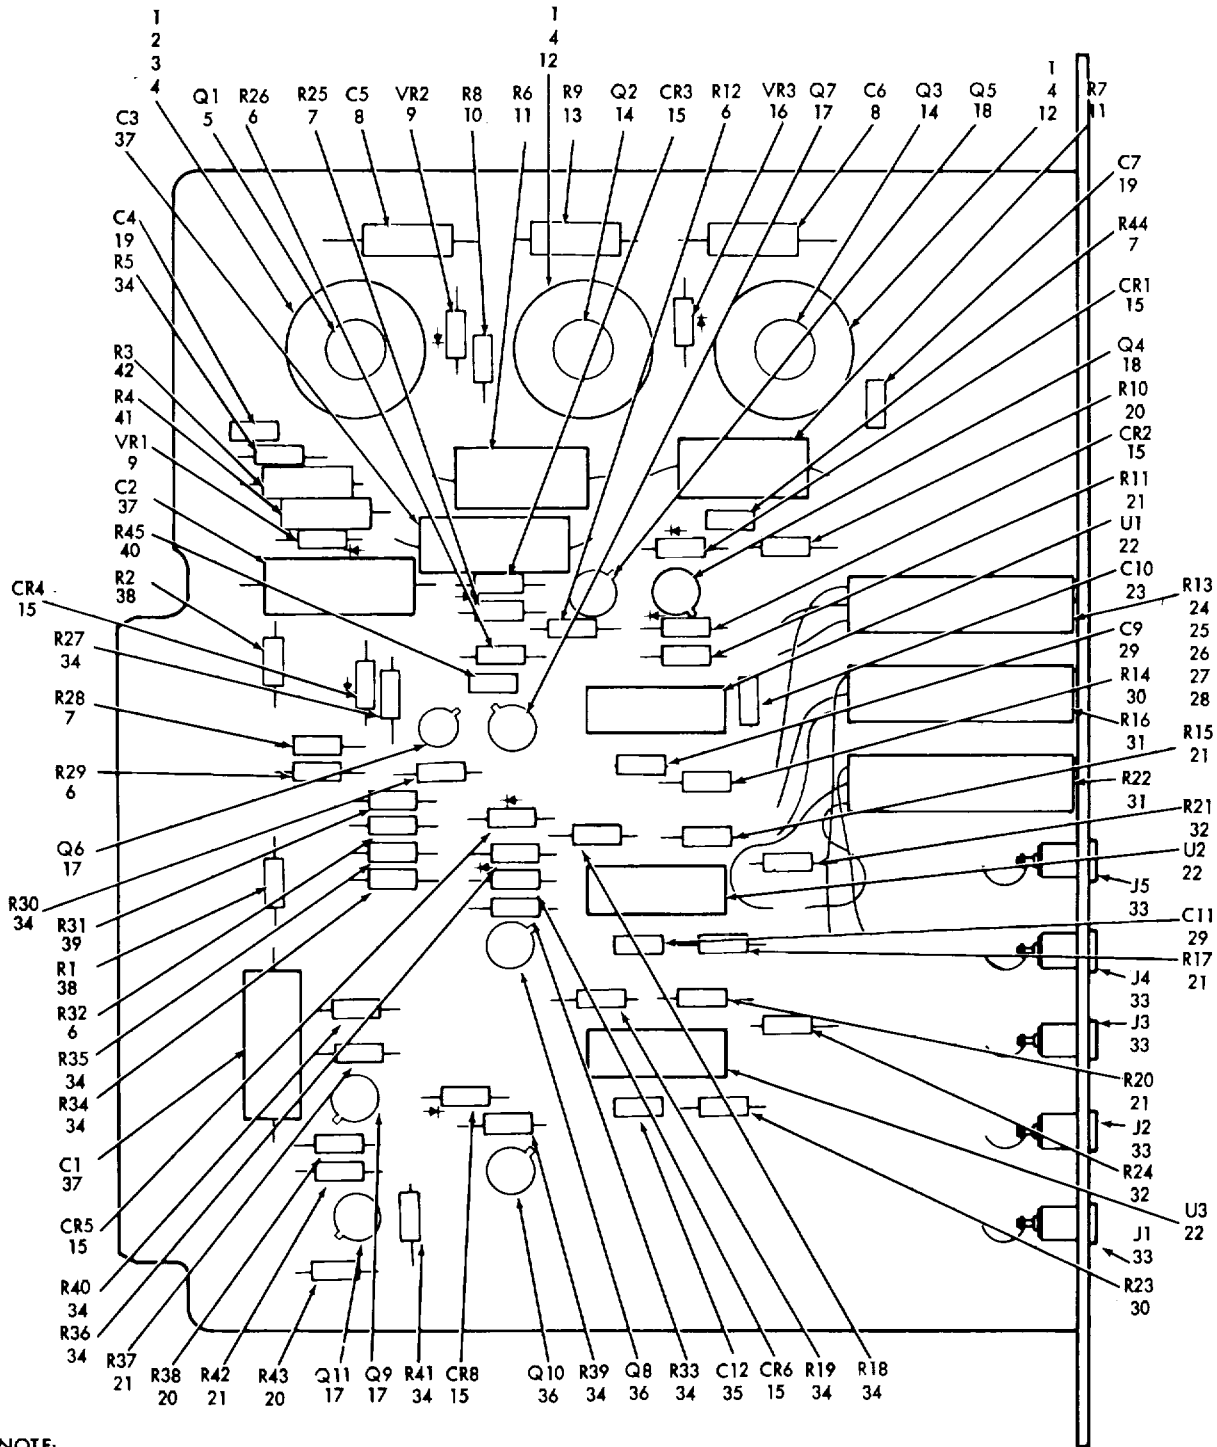 1
2
3
4
1
4
12
1
4
12
C3
37
Q1
5
R26
6
R25
7
C5
8
VR2
9
R8
10
R6
11
R9
13
Q2
14
CR3
15
R12
6
VR3
16
Q7
17
C6
8
Q3
14
Q5
18
R7
11
C7
19
R44
7
CR1
15
Q4
18
R10
20
CR2
15
R11
21
U1
22
C10
23
C9
29
R14
30
R13
24
25
26
27
28
R16
31
R15
21
R22
31
R21
32
U2
22
J5
33
C11
29
R17
21
J4
33
J3
33
R20
21
J2
33
R24
32
U3
22
J1
33
R23
30
C4
19
R5
34
R3
42
R4
41
VR1
9
C2
37
R45
40
R2
38
CR4
15
R27
34
R28
7
R29
6
Q6
17
R30
34
R31
39
R1
38
R32
6
R35
34
R34
34
C1
37
CR5
15
R40
34
R36
34
R37
21
R38
20
R42
21
R43
20
Q11
17
Q9
17
R41
34
CR8
15
Q10
36
R39
34
Q8
36
R33
34
C12
35
CR6
15
R19
34
R18
34
NOTE: